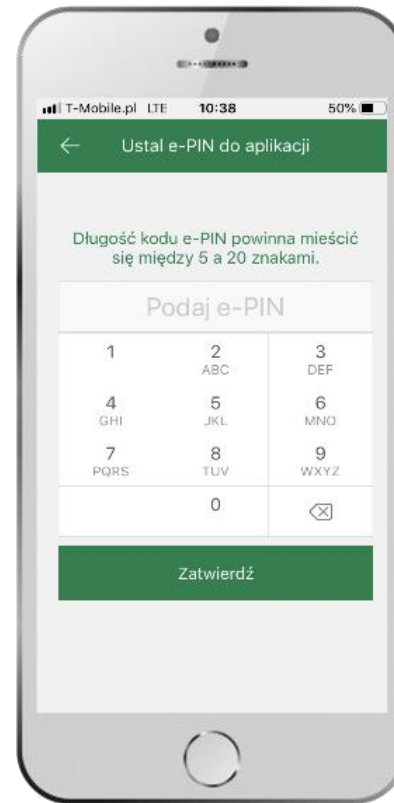 T-Mobile.pl LTE 10:38 50%
Ustal e-PIN do aplikacji
Długość kodu e-PIN powinna mieścić
się między 5 a 20 znakami.
Podaj e-PIN
1 2 3
ABC DEF
4 5 6
GHI JKL MNO
7 8 9
PQRS TUV WXYZ
0
Zatwierdź